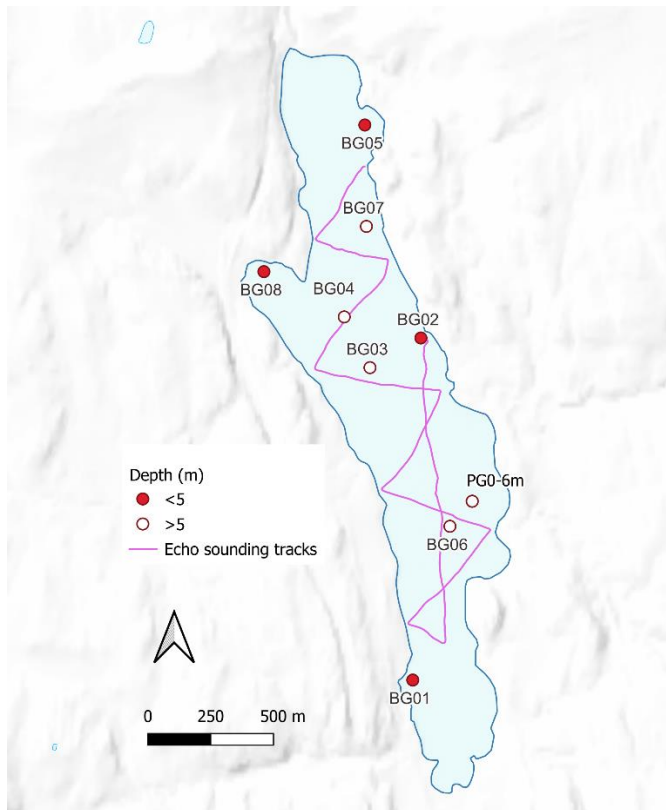 BG05
BG07
BG08
BG04
BG02
BG03
Depth (m)
<5
>5
Echo sounding tracks
PG0-6m
BG06
BG01
0 250 500 m
G